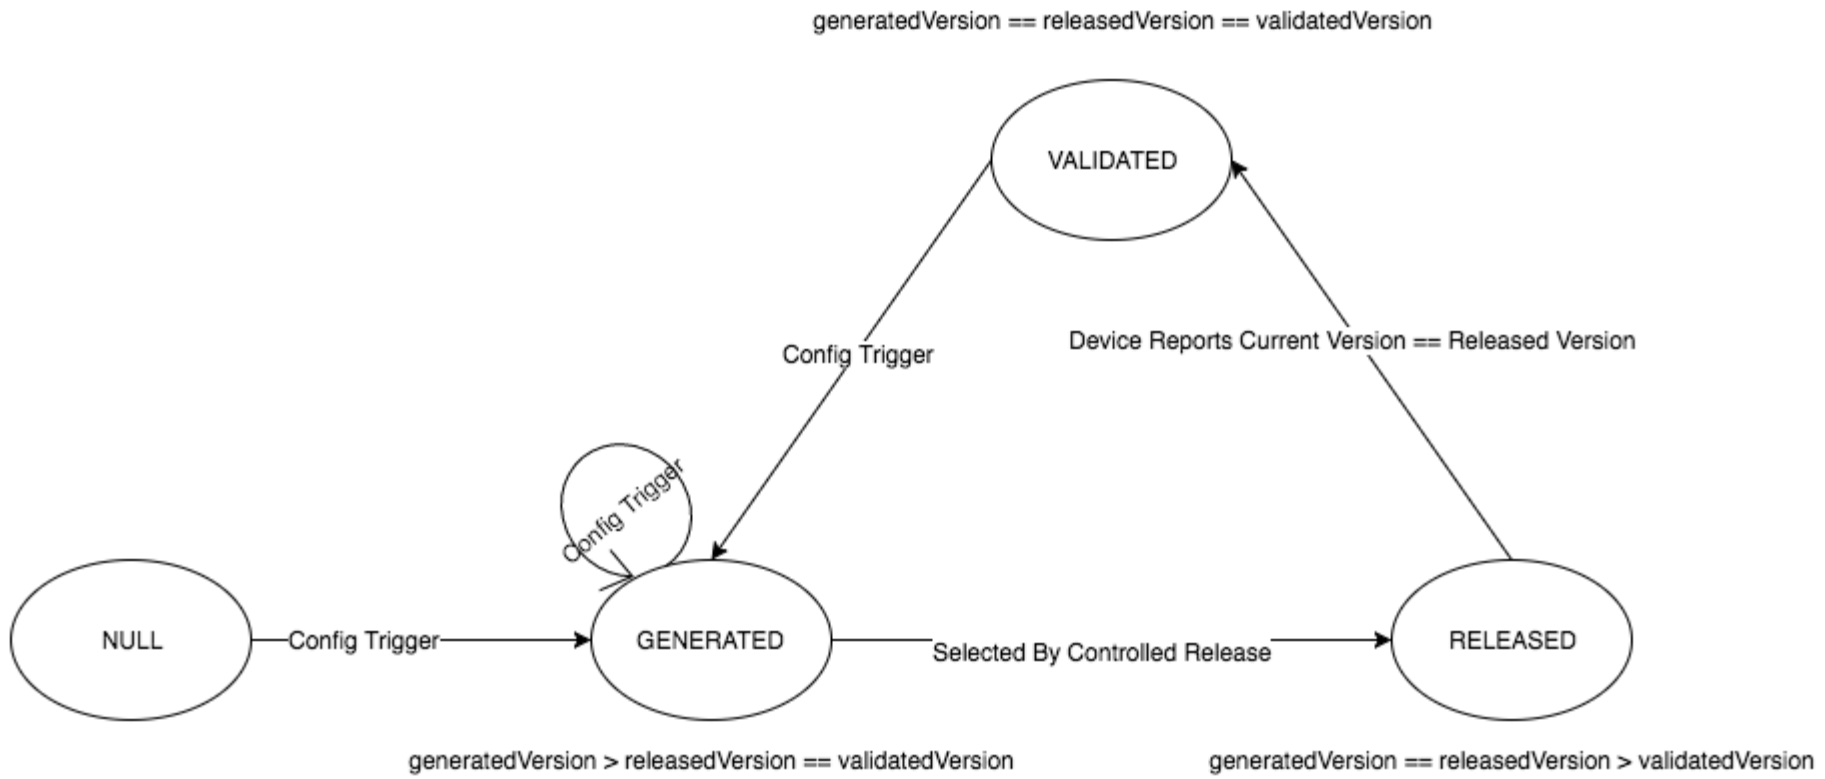 generatedVersion == releasedVersion == validatedVersion
VALIDATED
Config Trigger
Device Reports Current Version == Released Version
Config Trigger
NULL
Config Trigger
GENERATED
Selected By Controlled Release
RELEASED
generatedVersion > releasedVersion == validatedVersion
generatedVersion == releasedVersion > validatedVersion